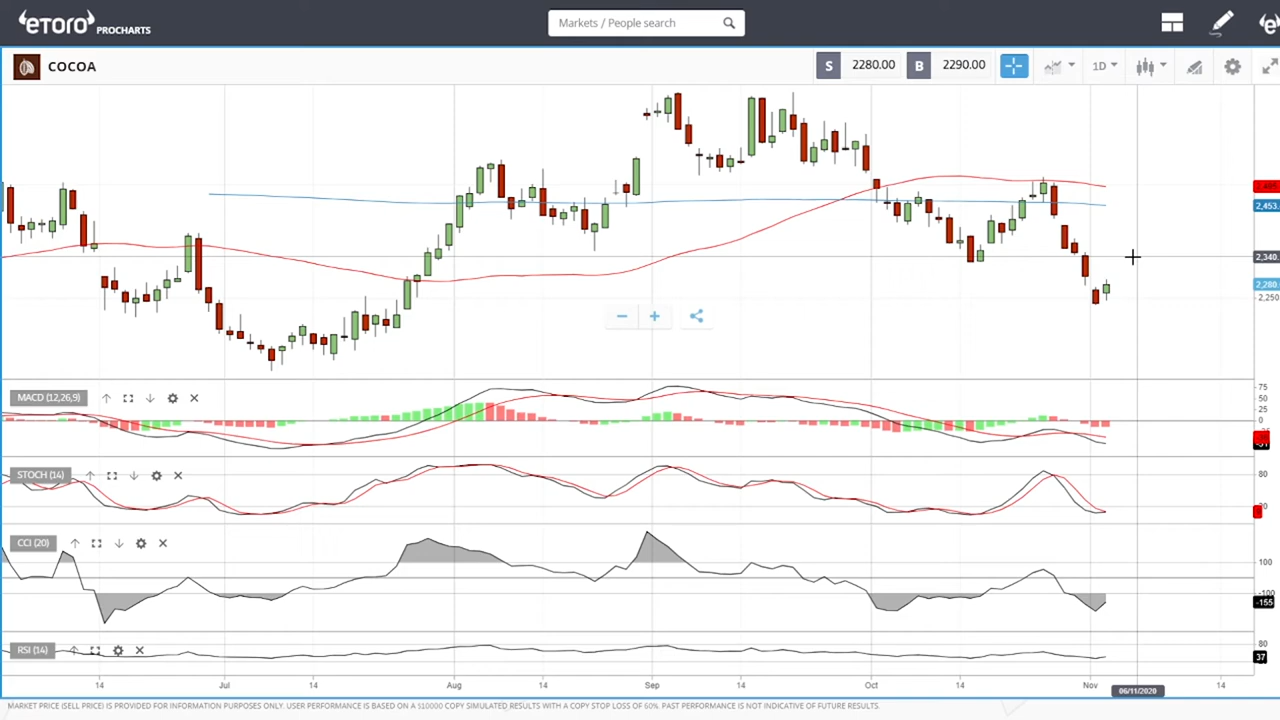 eToro PROCHARTS
Markets / People search
COCOA
S 2280.00 B 2290.00
1D
2,453.
2,340.
2,280.
2,250
MACD (12,26,9)
75
50
25
0
STOCH (14)
80
CCI (20)
100
-100
-155
RSI (14)
80
37
14 Jul 14 Aug 14 Sep 14 Oct 14 Nov 14
06/11/2020
MARKET PRICE (SELL PRICE) IS PROVIDED FOR INFORMATION PURPOSES ONLY. USER PERFORMANCE IS BASED ON A $10000 COPY SIMULATED RESULTS WITH A COPY STOP LOSS OF 60%. PAST PERFORMANCE IS NOT INDICATIVE OF FUTURE RESULTS.